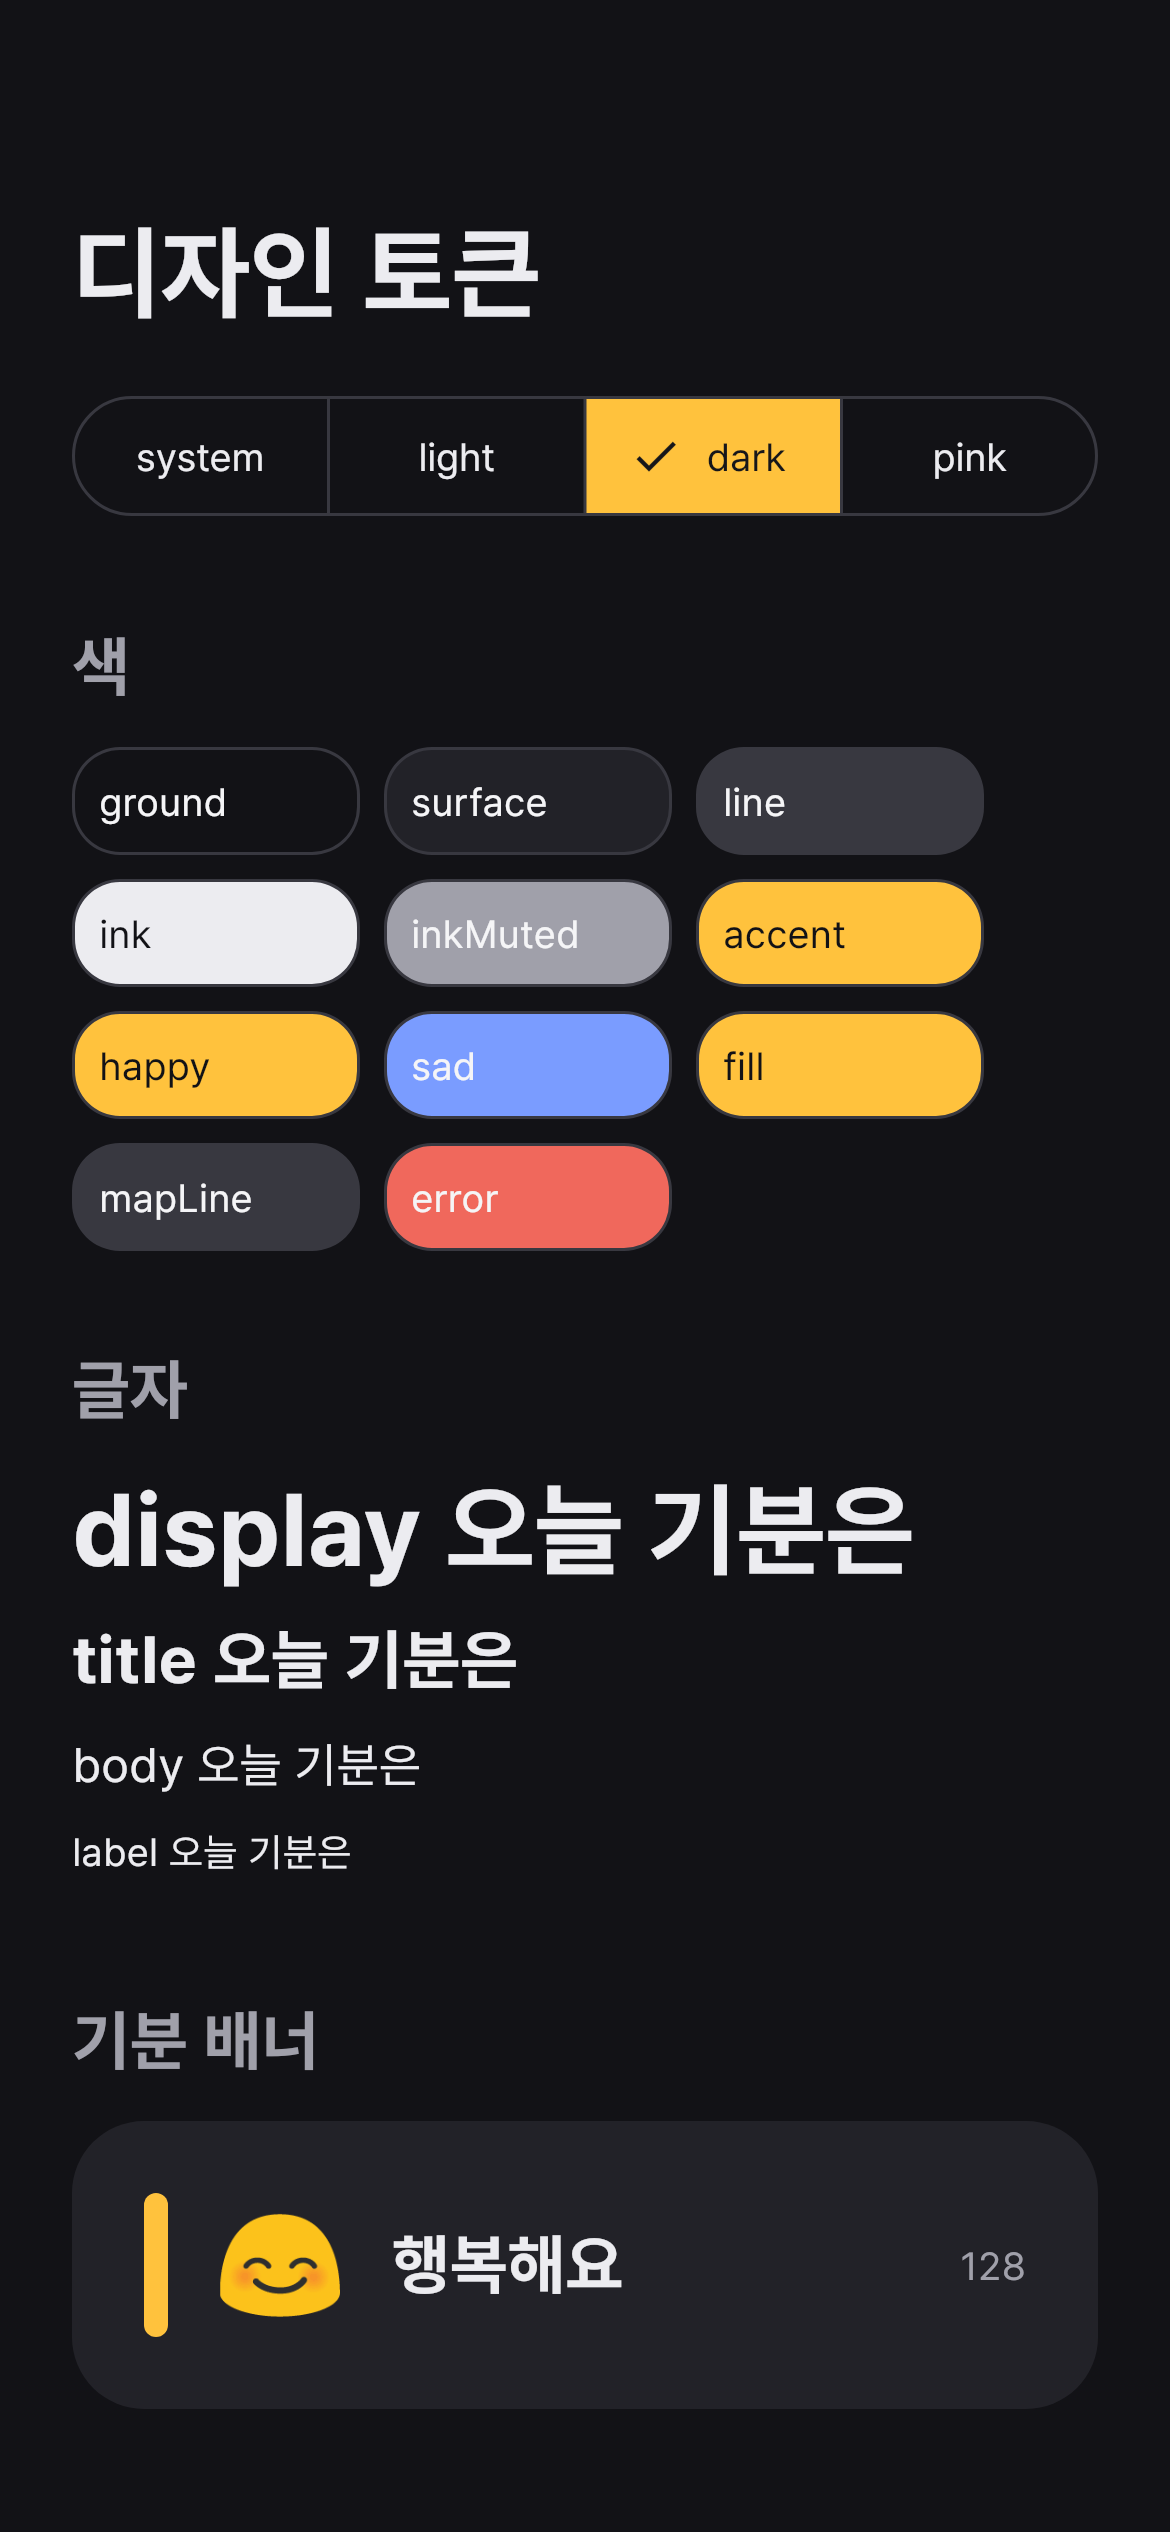 디자인 토큰
system light dark pink
색
ground surface line
ink inkMuted accent
happy sad fill
mapLine error
글자
display 오늘 기분은
title 오늘 기분은
body 오늘 기분은
label 오늘 기분은
기분 배너
행복해요 128